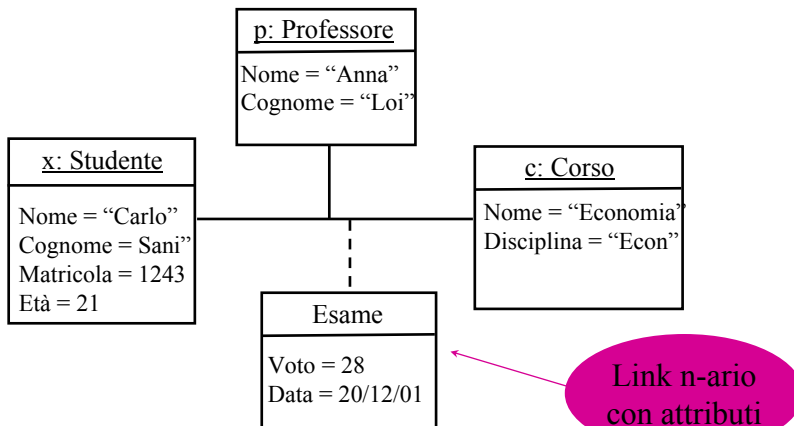 p: Professore
Nome = “Anna”
Cognome = “Loi”
x: Studente
Nome = “Carlo”
Cognome = Sani”
Matricola = 1243
Età = 21
c: Corso
Nome = “Economia”
Disciplina = “Econ”
Esame
Voto = 28
Data = 20/12/01
Link n-ario
con attributi